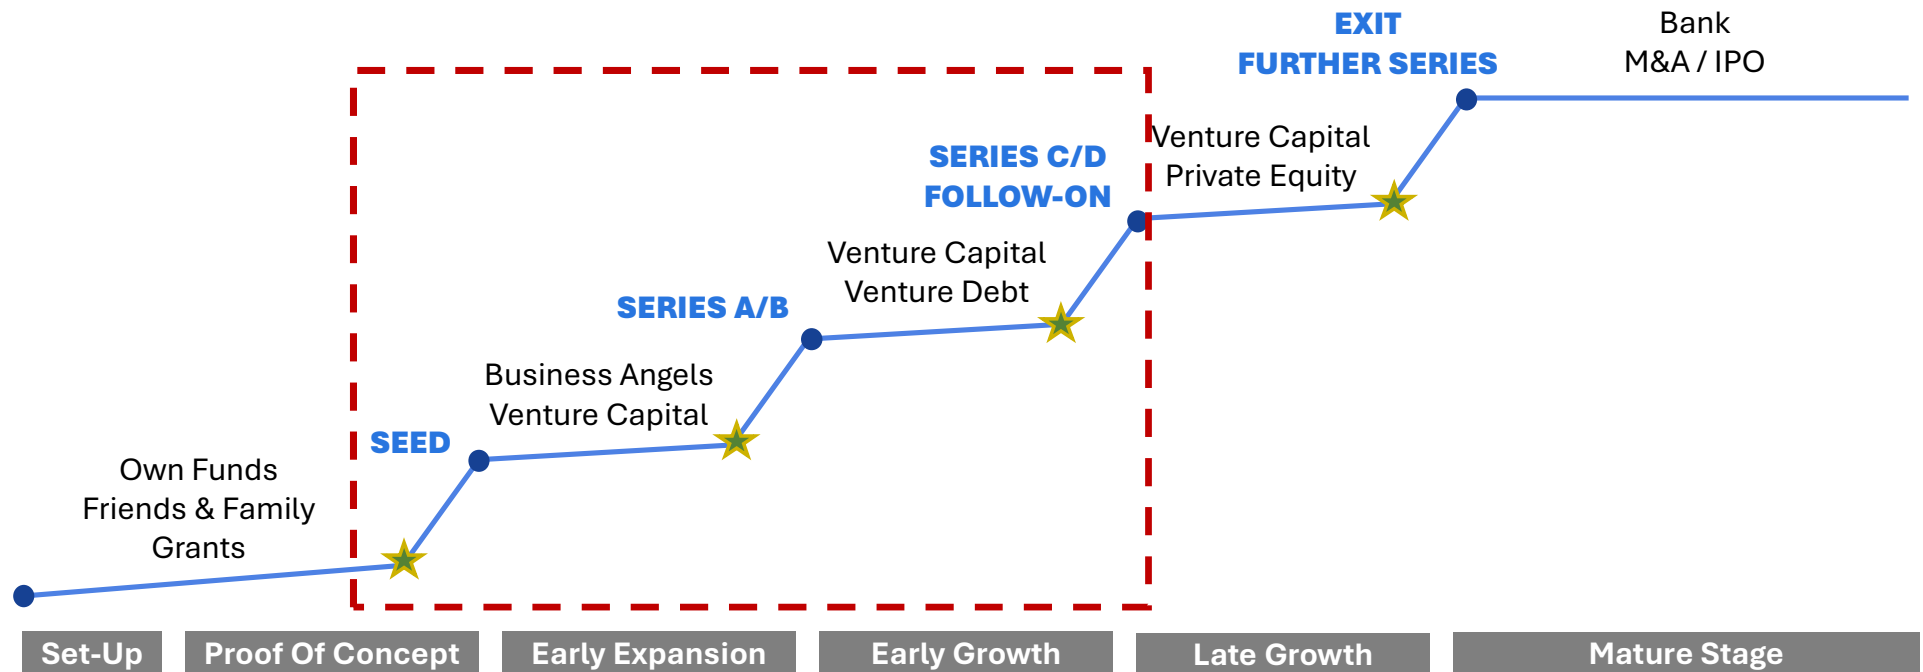 EXIT
FURTHER SERIES
Bank
M&A / IPO
Venture Capital
Private Equity
SERIES C/D
FOLLOW-ON
Venture Capital
Venture Debt
SERIES A/B
Business Angels
Venture Capital
SEED
Own Funds
Friends & Family
Grants
Set-Up
Proof Of Concept
Early Expansion
Early Growth
Late Growth
Mature Stage